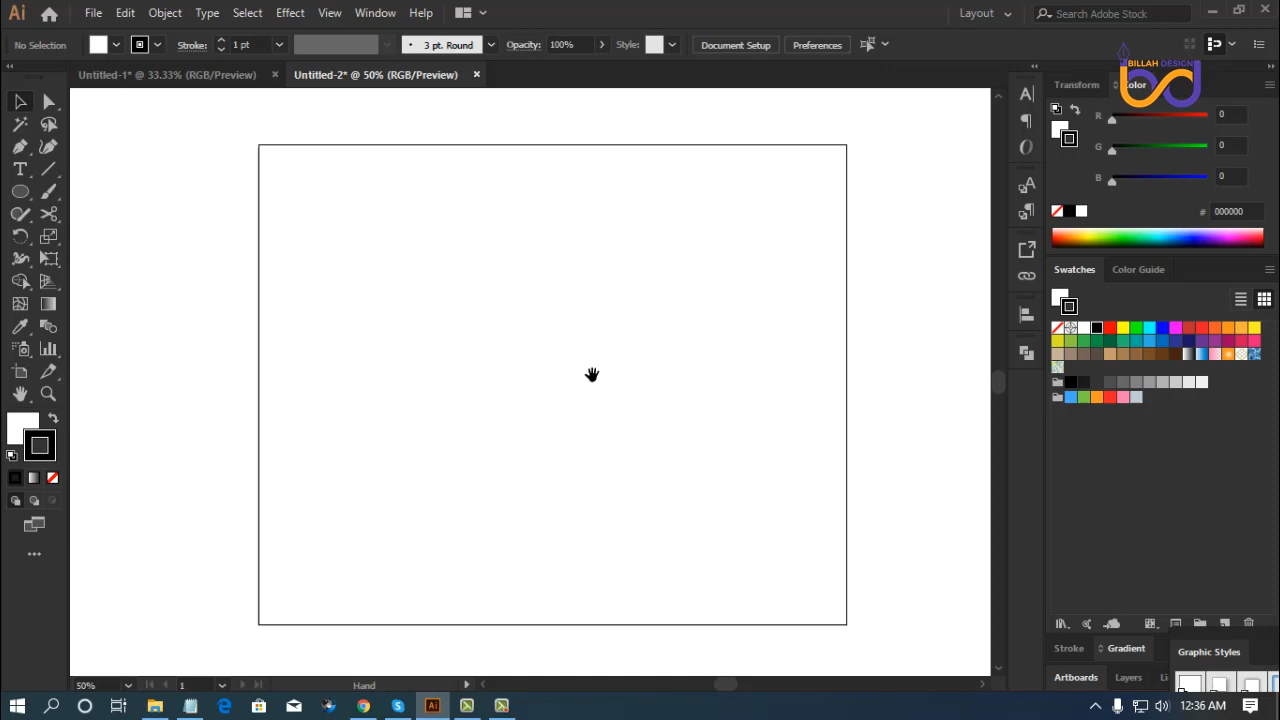 Ai File Edit Object Type Select Effect View Window Help Layout Search Adobe Stock
No Selection Stroke: 1 pt 3 pt. Round Opacity: 100% Style: Document Setup Preferences
BILLAH DESIGN
Untitled-1* @ 33.33% (RGB/Preview) × Untitled-2* @ 50% (RGB/Preview) ×
Transform Color
R 0
G 0
B 0
# 000000
Swatches Color Guide
Stroke Gradient
Graphic Styles
Artboards Layers Li
50% 1 Hand
Ai 12:36 AM